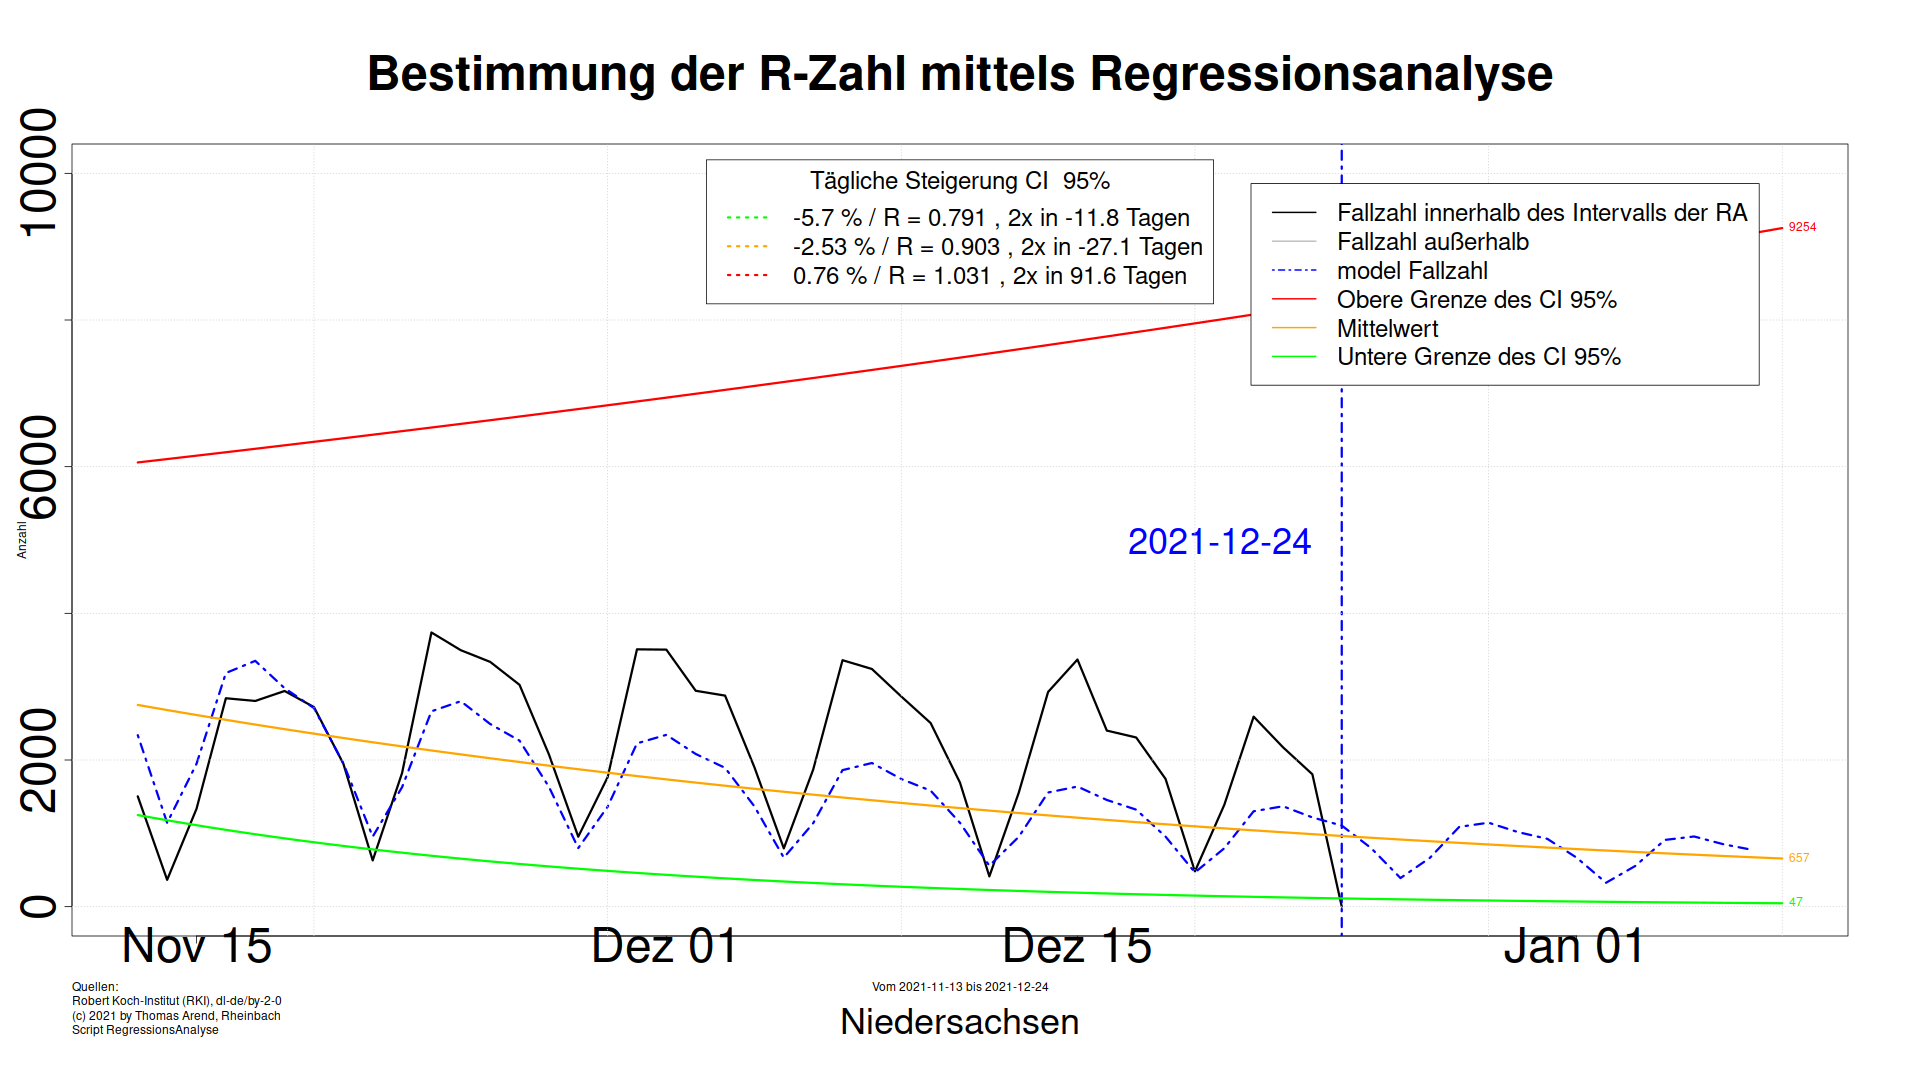 Bestimmung der R-Zahl mittels Regressionsanalyse
10000
6000
2000
0
Anzahl
Tägliche Steigerung CI  95%
-5.7 % / R = 0.791 , 2x in -11.8 Tagen
-2.53 % / R = 0.903 , 2x in -27.1 Tagen
0.76 % / R = 1.031 , 2x in 91.6 Tagen
Fallzahl innerhalb des Intervalls der RA
Fallzahl außerhalb
model Fallzahl
Obere Grenze des CI 95%
Mittelwert
Untere Grenze des CI 95%
9254
2021-12-24
657
47
Nov 15
Dez 01
Dez 15
Jan 01
Quellen:
Robert Koch-Institut (RKI), dl-de/by-2-0
(c) 2021 by Thomas Arend, Rheinbach
Script RegressionsAnalyse
Vom 2021-11-13 bis 2021-12-24
Niedersachsen